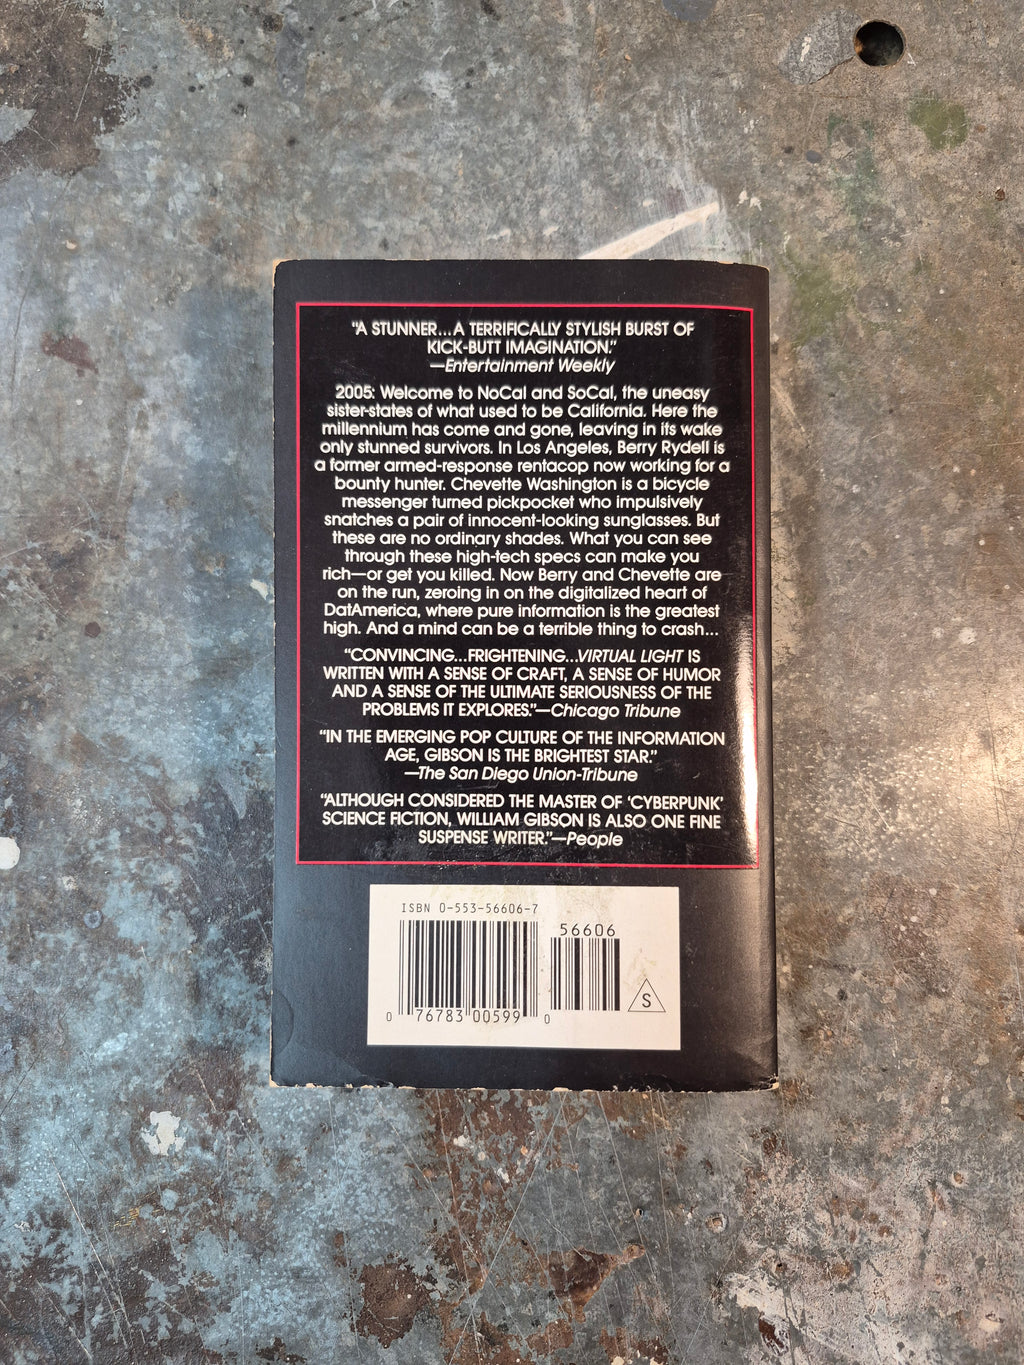 "A STUNNER...A TERRIFICALLY STYLISH BURST OF
KICK-BUTT IMAGINATION."
—Entertainment Weekly
2005: Welcome to NoCal and SoCal, the uneasy
sister-states of what used to be California. Here the
millennium has come and gone, leaving in its wake
only stunned survivors. In Los Angeles, Berry Rydell is
a former armed-response rentacop now working for a
bounty hunter. Chevette Washington is a bicycle
messenger turned pickpocket who impulsively
snatches a pair of innocent-looking sunglasses. But
these are no ordinary shades. What you can see
through these high-tech specs can make you
rich—or get you killed. Now Berry and Chevette are
on the run, zeroing in on the digitalized heart of
DatAmerica, where pure information is the greatest
high. And a mind can be a terrible thing to crash...
"CONVINCING...FRIGHTENING...VIRTUAL LIGHT IS
WRITTEN WITH A SENSE OF CRAFT, A SENSE OF HUMOR
AND A SENSE OF THE ULTIMATE SERIOUSNESS OF THE
PROBLEMS IT EXPLORES."—Chicago Tribune
"IN THE EMERGING POP CULTURE OF THE INFORMATION
AGE, GIBSON IS THE BRIGHTEST STAR."
—The San Diego Union-Tribune
"ALTHOUGH CONSIDERED THE MASTER OF 'CYBERPUNK'
SCIENCE FICTION, WILLIAM GIBSON IS ALSO ONE FINE
SUSPENSE WRITER."—People
ISBN 0-553-56606-7
56606
S
0 76783 00599 0